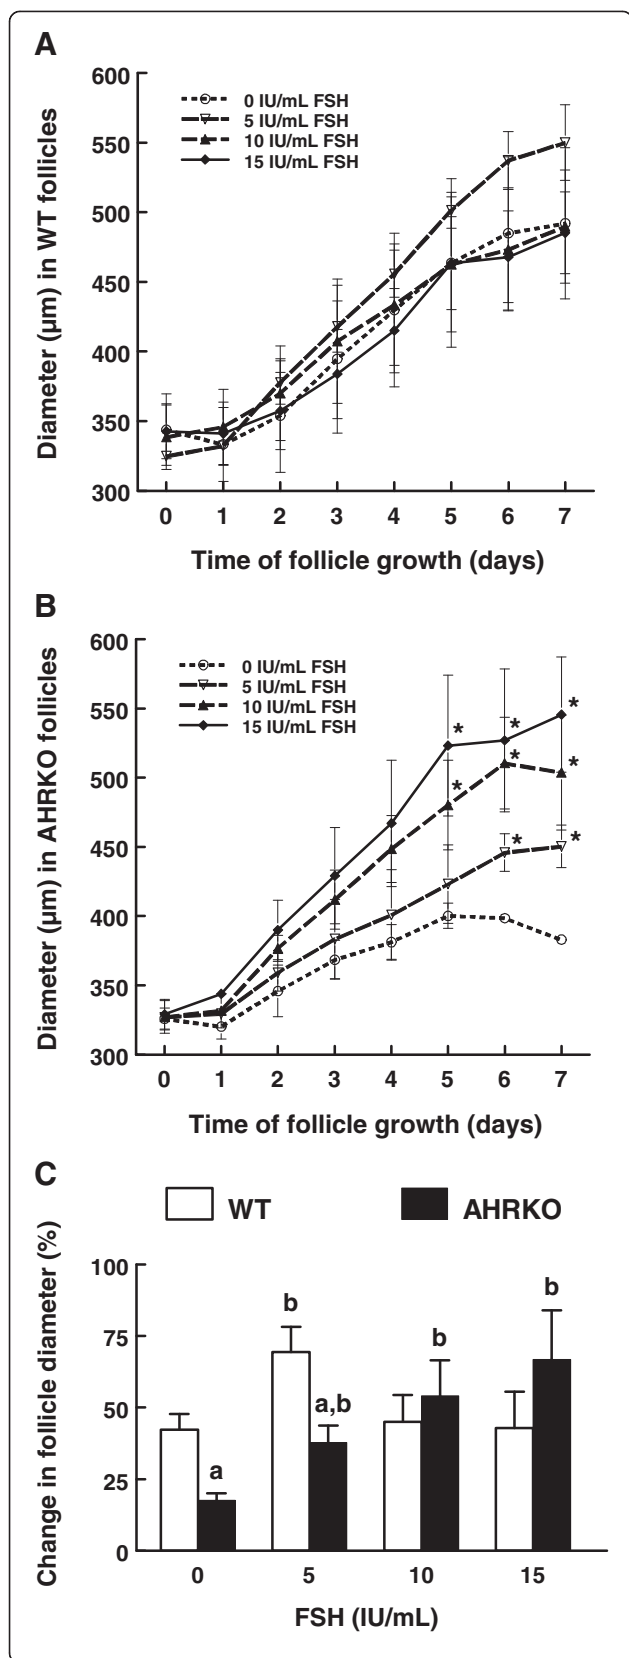 A
600
550
500
450
400
350
300
Diameter (µm) in WT follicles
0 IU/mL FSH
5 IU/mL FSH
10 IU/mL FSH
15 IU/mL FSH
0 1 2 3 4 5 6 7
Time of follicle growth (days)
B
600
550
500
450
400
350
300
Diameter (µm) in AHRKO follicles
0 IU/mL FSH
5 IU/mL FSH
10 IU/mL FSH
15 IU/mL FSH
* * *
* * *
* *
0 1 2 3 4 5 6 7
Time of follicle growth (days)
C
WT AHRKO
Change in follicle diameter (%)
100
75
50
25
0
a
b
a,b
b
b
0 5 10 15
FSH (IU/mL)